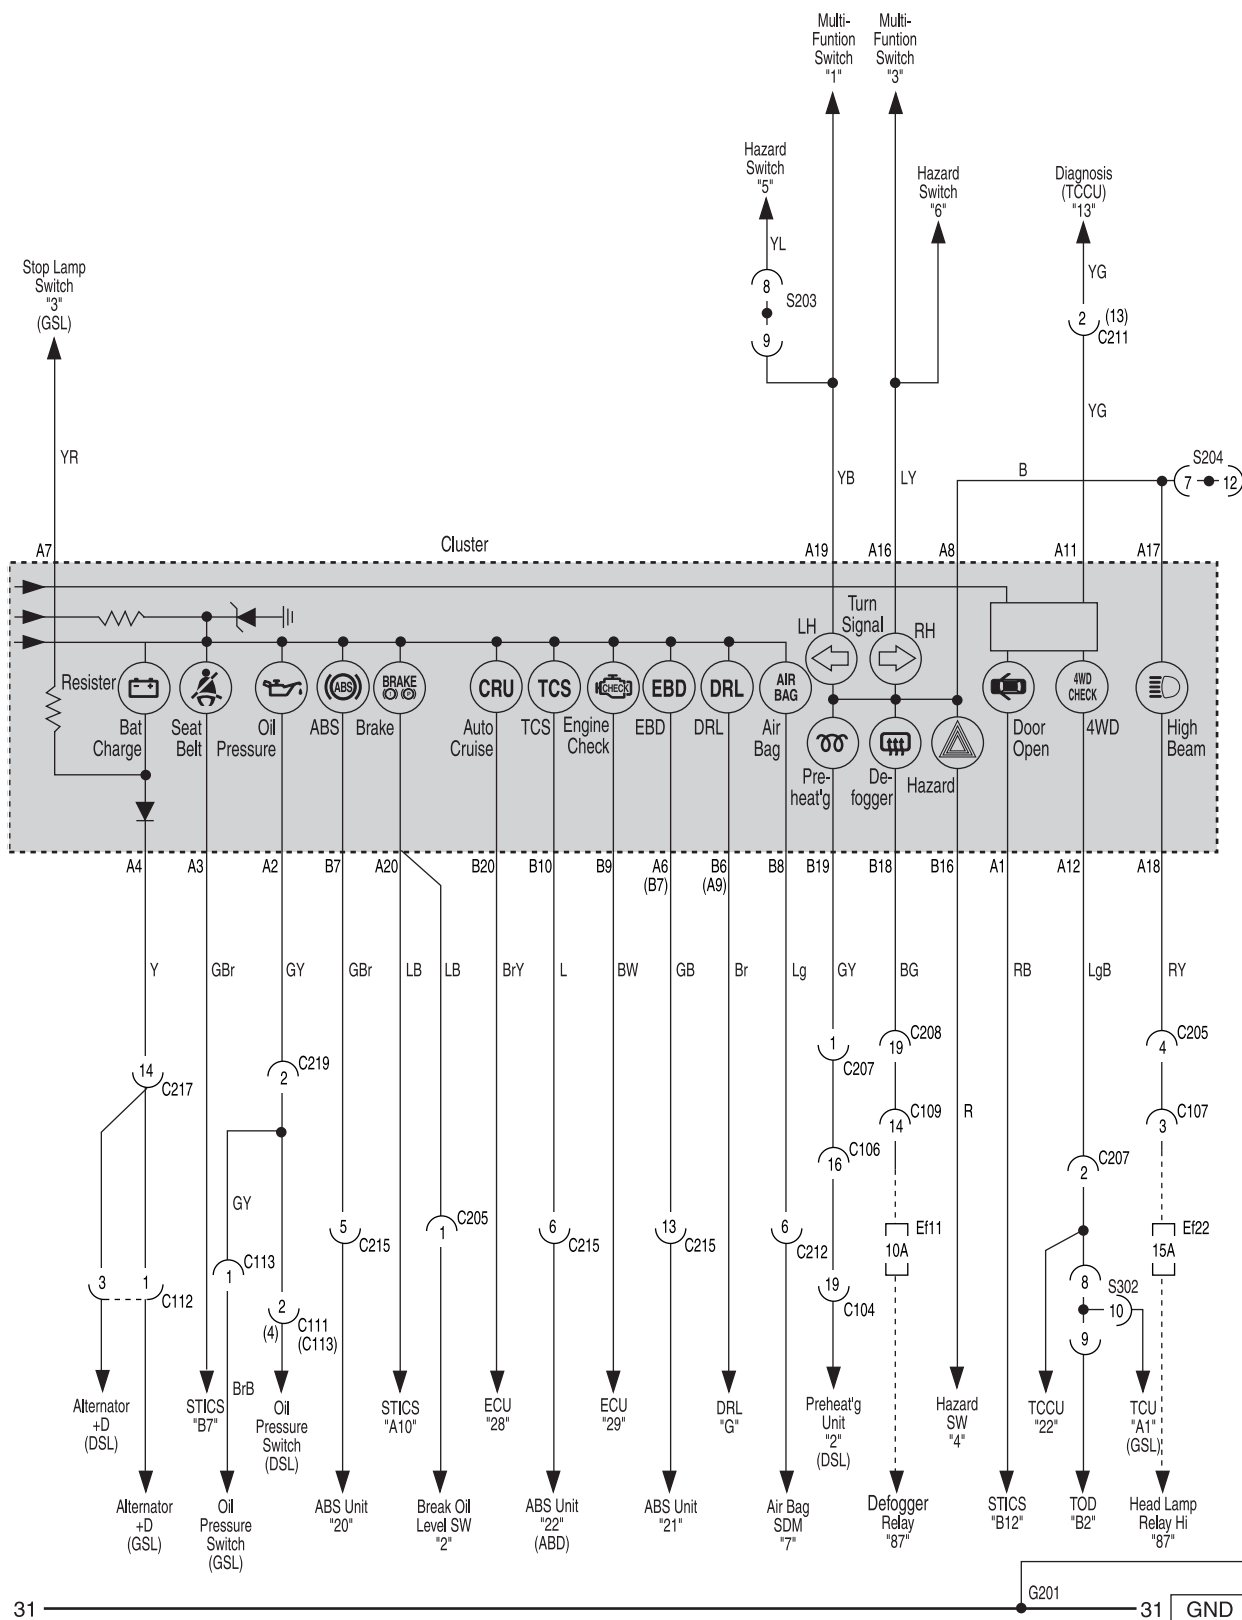 Multi-
Funtion
Switch
"1"
Multi-
Funtion
Switch
"3"
Hazard
Switch
"5"
Hazard
Switch
"6"
Diagnosis
(TCCU)
"13"
Stop Lamp
Switch
"3"
(GSL)
YL
YG
8
S203
9
2
(13)
C211
YG
YR
YB
LY
B
S204
7
12
A7
Cluster
A19
A16
A8
A11
A17
Turn
Signal
LH
RH
Resister
BRAKE
ABS
P
CRU
TCS
CHECK
EBD
DRL
AIR
BAG
4WD
CHECK
Bat
Charge
Seat
Belt
Oil
Pressure
ABS
Brake
Auto
Cruise
TCS
Engine
Check
EBD
DRL
Air
Bag
Pre-
heat'g
De-
fogger
Hazard
Door
Open
4WD
High
Beam
A4
A3
A2
B7
A20
B20
B10
B9
A6
(B7)
B6
(A9)
B8
B19
B18
B16
A1
A12
A18
Y
GBr
GY
GBr
LB
LB
BrY
L
BW
GB
Br
Lg
GY
BG
RB
LgB
RY
14
C217
C219
2
1
C207
C208
19
C205
4
C109
14
R
C107
3
C106
16
C207
2
GY
5
C215
C205
1
6
C215
13
C215
6
C212
Ef11
10A
Ef22
15A
3
1
C112
C113
1
2
(4)
C111
(C113)
19
C104
8
S302
10
9
BrB
Alternator
+D
(DSL)
STICS
"B7"
Oil
Pressure
Switch
(DSL)
STICS
"A10"
ECU
"28"
ECU
"29"
DRL
"G"
Preheat'g
Unit
"2"
(DSL)
Hazard
SW
"4"
TCCU
"22"
TCU
"A1"
(GSL)
Alternator
+D
(GSL)
Oil
Pressure
Switch
(GSL)
ABS Unit
"20"
Break Oil
Level SW
"2"
ABS Unit
"22"
(ABD)
ABS Unit
"21"
Air Bag
SDM
"7"
Defogger
Relay
"87"
STICS
"B12"
TOD
"B2"
Head Lamp
Relay Hi
"87"
G201
31
31
GND